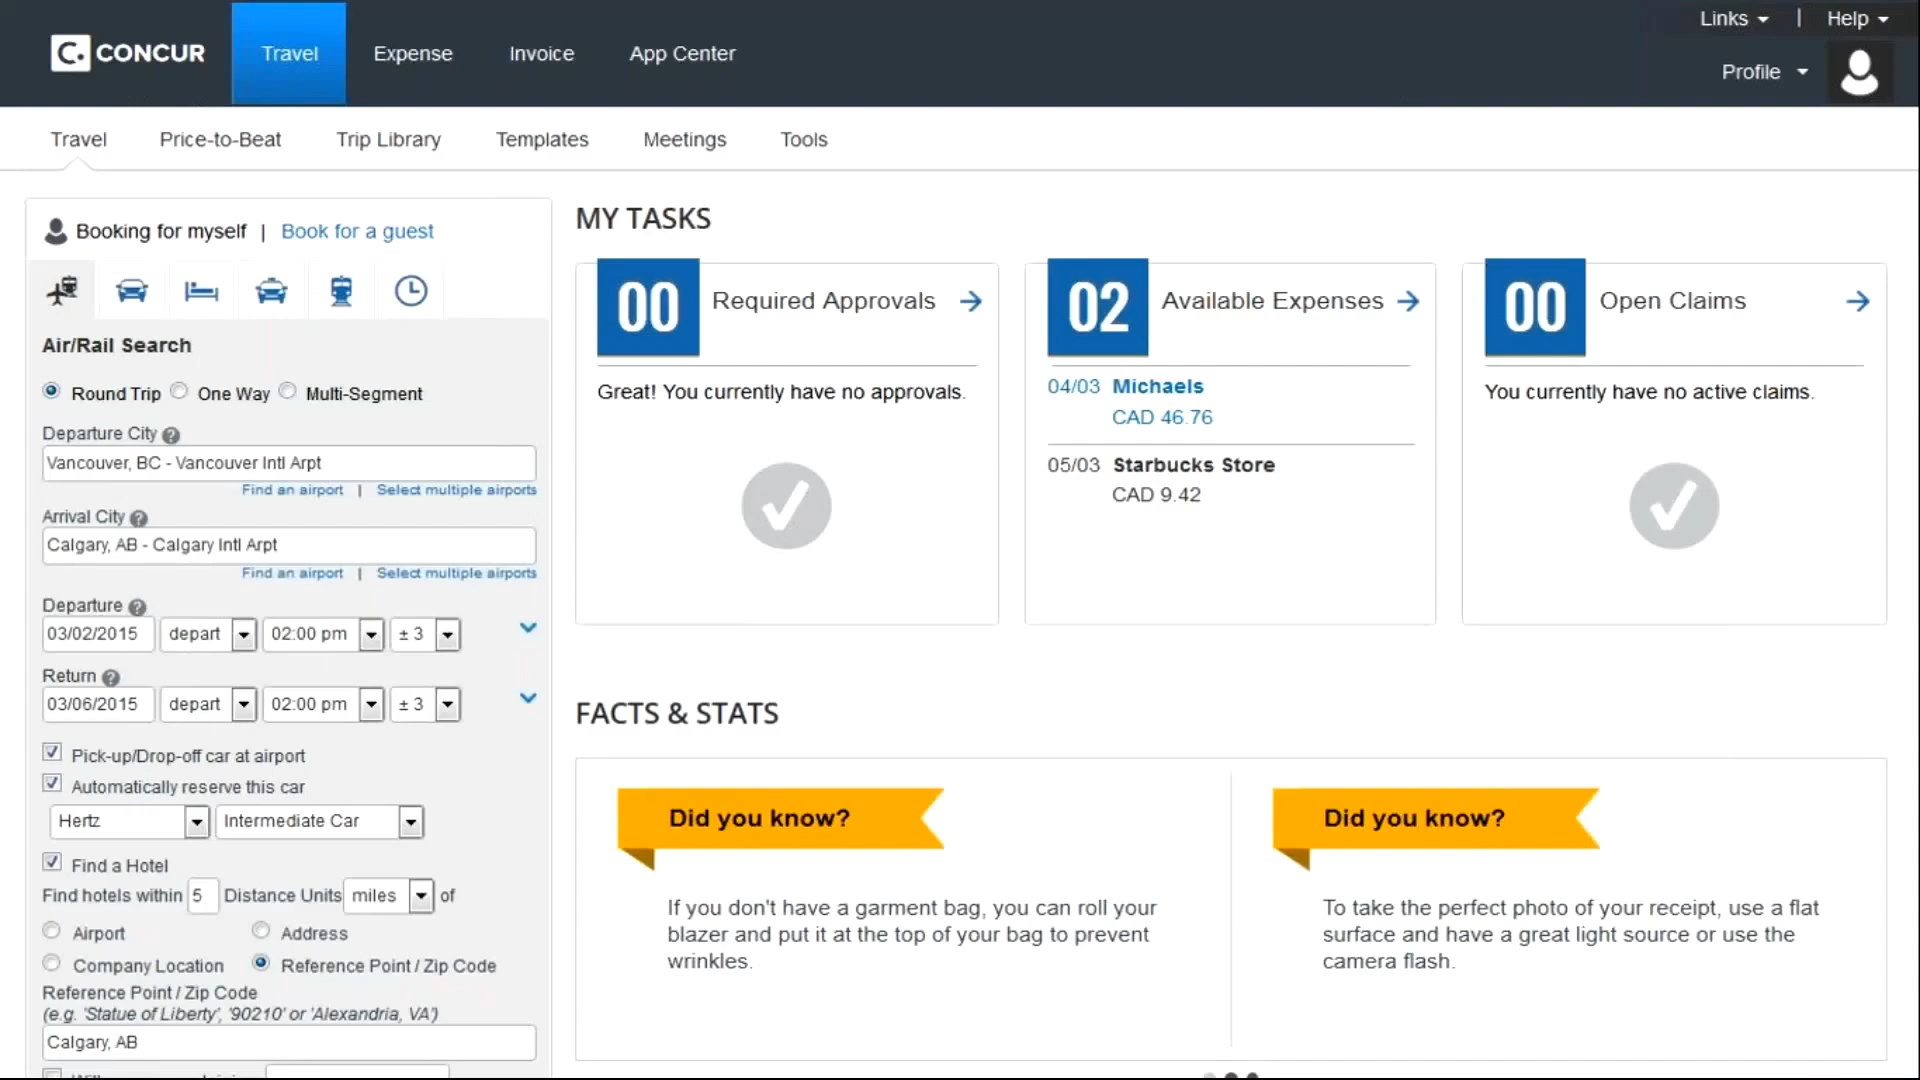 Links
|
Help
C. CONCUR
Travel
Expense
Invoice
App Center
Profile
Travel
Price-to-Beat
Trip Library
Templates
Meetings
Tools
Booking for myself | Book for a guest
Air/Rail Search
Round Trip
One Way
Multi-Segment
Departure City ?
Vancouver, BC - Vancouver Intl Arpt
Find an airport | Select multiple airports
Arrival City ?
Calgary, AB - Calgary Intl Arpt
Find an airport | Select multiple airports
Departure ?
03/02/2015 depart 02:00 pm ± 3
Return ?
03/06/2015 depart 02:00 pm ± 3
Pick-up/Drop-off car at airport
Automatically reserve this car
Hertz Intermediate Car
Find a Hotel
Find hotels within 5 Distance Units miles of
Airport
Address
Company Location
Reference Point / Zip Code
Reference Point / Zip Code
(e.g. 'Statue of Liberty', '90210' or 'Alexandria, VA')
Calgary, AB
MY TASKS
00 Required Approvals
Great! You currently have no approvals.
02 Available Expenses
04/03 Michaels
CAD 46.76
05/03 Starbucks Store
CAD 9.42
00 Open Claims
You currently have no active claims.
FACTS & STATS
Did you know?
If you don't have a garment bag, you can roll your
blazer and put it at the top of your bag to prevent
wrinkles.
Did you know?
To take the perfect photo of your receipt, use a flat
surface and have a great light source or use the
camera flash.